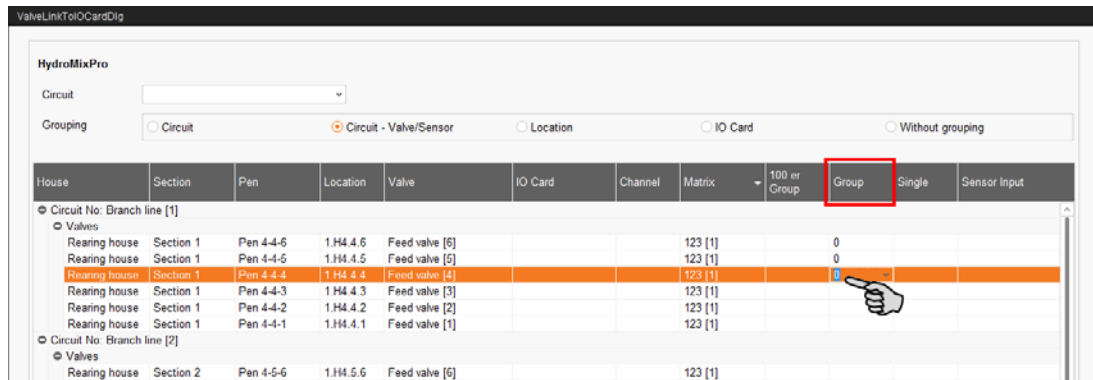 ValveLinkToIOCardDlg
HydroMixPro
Circuit
Grouping Circuit Circuit - Valve/Sensor Location IO Card Without grouping
House Section Pen Location Valve IO Card Channel Matrix 100 er Group Group Single Sensor Input
Circuit No: Branch line [1]
Valves
Rearing house Section 1 Pen 4-4-6 1.H4.4.6 Feed valve [6] 123 [1] 0
Rearing house Section 1 Pen 4-4-5 1.H4.4.5 Feed valve [5] 123 [1] 0
Rearing house Section 1 Pen 4-4-4 1.H4.4.4 Feed valve [4] 123 [1] 0
Rearing house Section 1 Pen 4-4-3 1.H4.4.3 Feed valve [3] 123 [1]
Rearing house Section 1 Pen 4-4-2 1.H4.4.2 Feed valve [2] 123 [1]
Rearing house Section 1 Pen 4-4-1 1.H4.4.1 Feed valve [1] 123 [1]
Circuit No: Branch line [2]
Valves
Rearing house Section 2 Pen 4-5-6 1.H4.5.6 Feed valve [6] 123 [1]